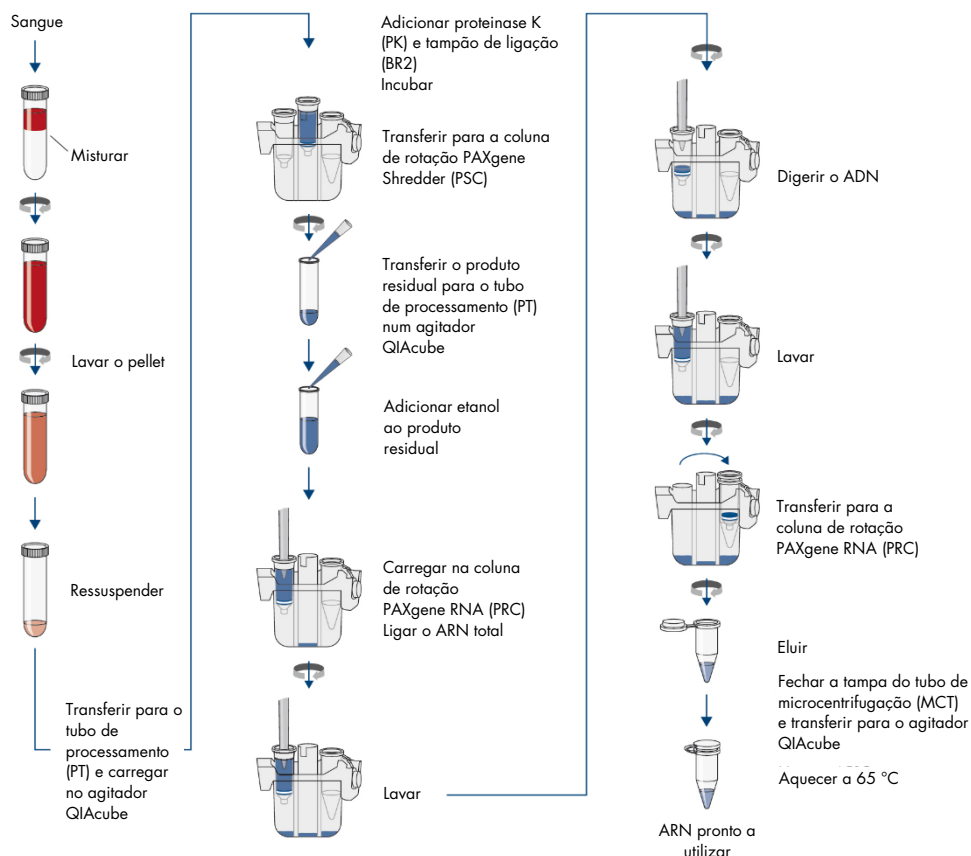 Sangue
Misturar
Lavar o pellet
Ressuspender
Transferir para o
tubo de
processamento
(PT) e carregar
no agitador
QIAcube
Adicionar proteinase K
(PK) e tampão de ligação
(BR2)
Incubar
Transferir para a coluna
de rotação PAXgene
Shredder (PSC)
Transferir o produto
residual para o tubo
de processamento (PT)
num agitador
QIAcube
Adicionar etanol
ao produto
residual
Carregar na coluna
de rotação
PAXgene RNA (PRC)
Ligar o ARN total
Lavar
Digerir o ADN
Lavar
Transferir para a
coluna de rotação
PAXgene RNA (PRC)
Eluir
Fechar a tampa do tubo de
microcentrifugação (MCT)
e transferir para o agitador
QIAcube
Aquecer a 65 °C
ARN pronto a
utilizar